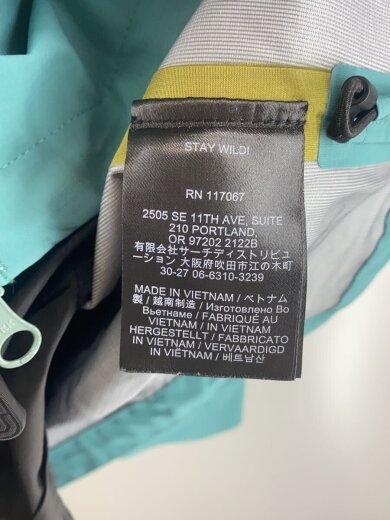 STAY WILD!
RN 117067
2505 SE 11TH AVE, SUITE
210 PORTLAND,
OR 97202 2122B
有限会社サーチディストリビュ
ーション 大阪府吹田市江の木町
30-27 06-6310-3239
MADE IN VIETNAM / ベトナム
製 / 越南制造 / Изготовлено Во
Вьетнаме / FABRIQUÉ AU
VIETNAM / IN VIETNAM
HERGESTELLT / FABBRICATO
IN VIETNAM / VERVAARDIGD
IN VIËTNAM / 베트남산